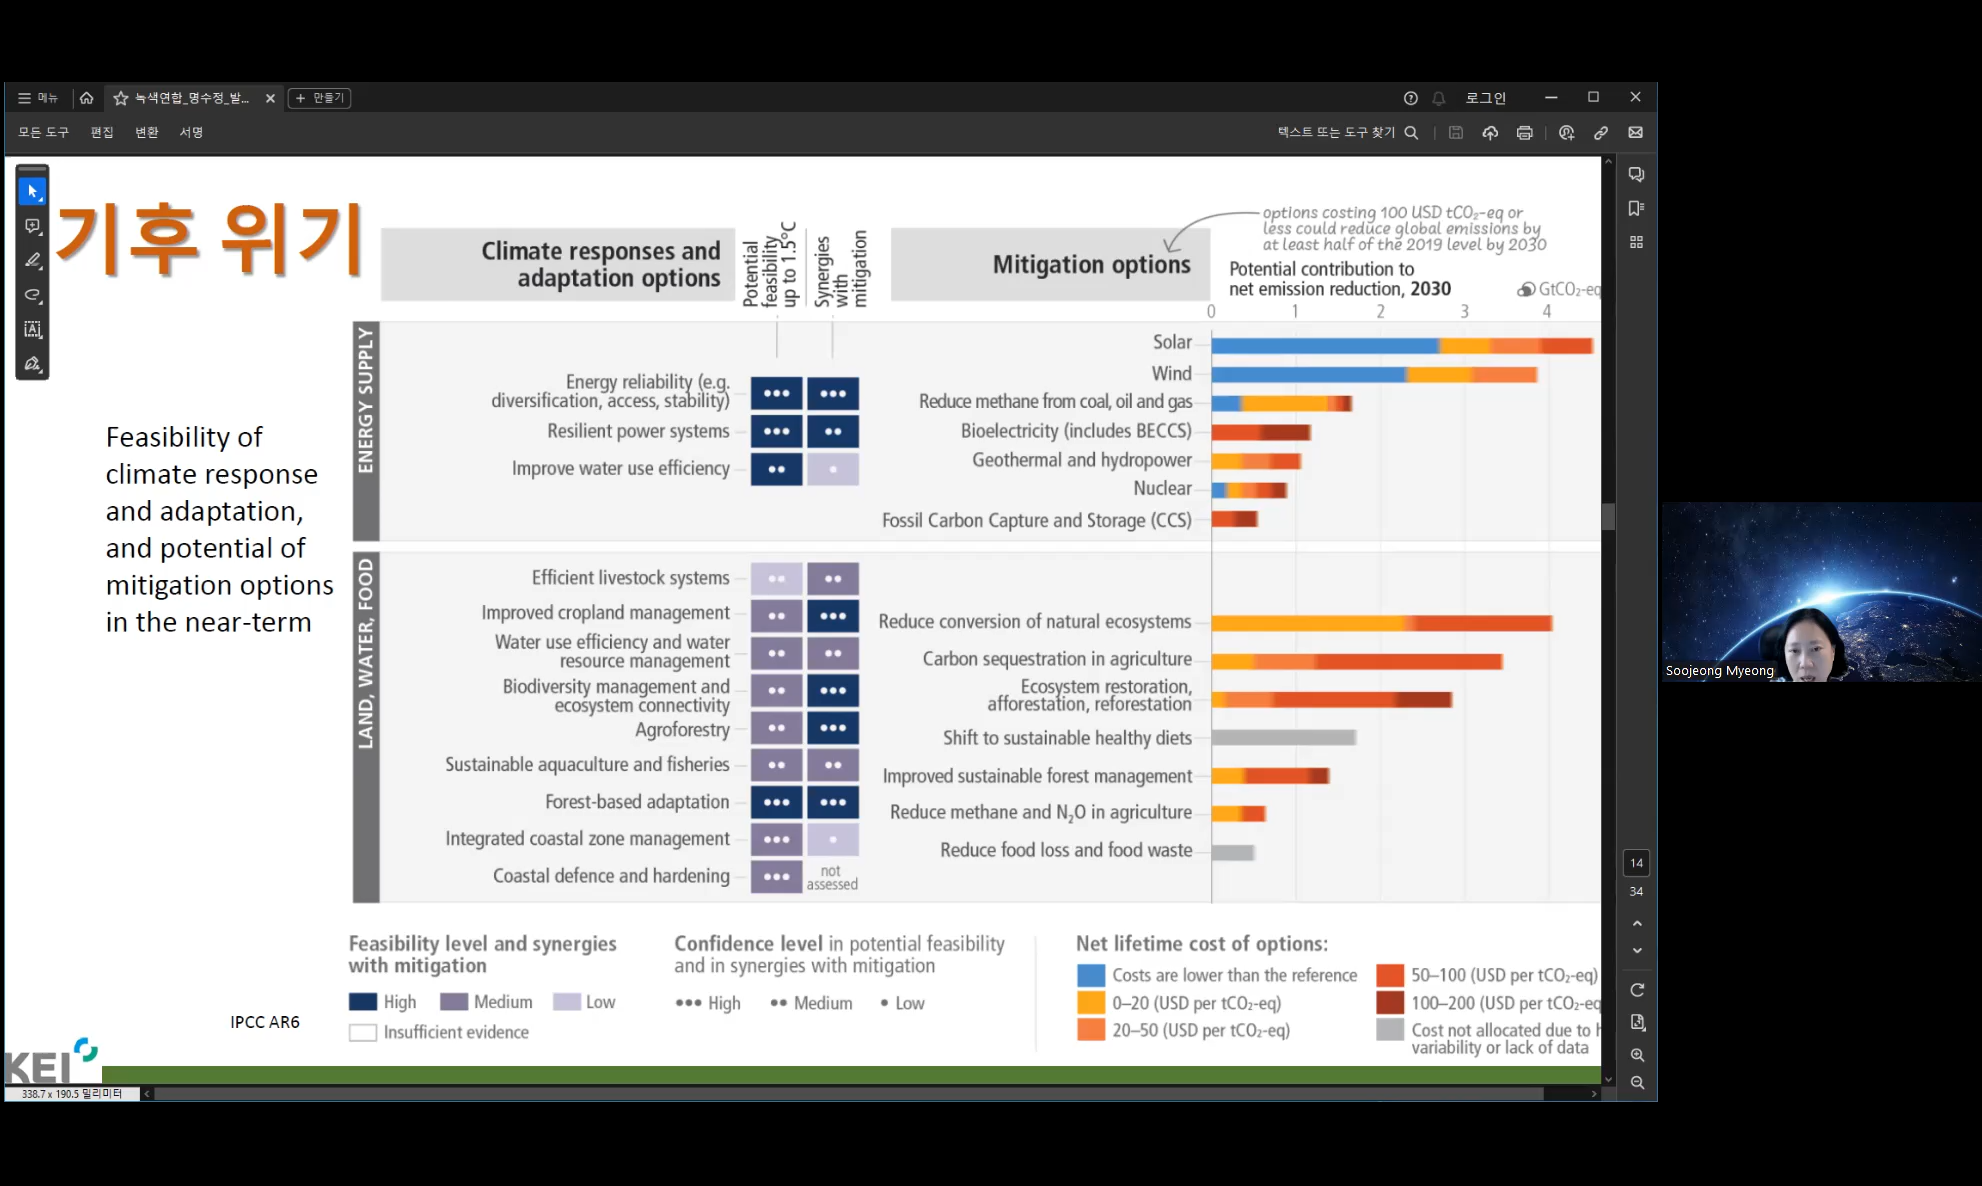 메뉴
녹색연합_명수정_발...
만들기
로그인
모든 도구 편집 변환 서명
텍스트 또는 도구 찾기
기후 위기
Feasibility of
climate response
and adaptation,
and potential of
mitigation options
in the near-term
IPCC AR6
KEI
Climate responses and
adaptation options
Potential
feasibility
up to 1.5°C
Synergies
with
mitigation
Mitigation options
options costing 100 USD tCO₂-eq or
less could reduce global emissions by
at least half of the 2019 level by 2030
Potential contribution to
net emission reduction, 2030
GtCO₂-eq
0 1 2 3 4
ENERGY SUPPLY
Energy reliability (e.g.
diversification, access, stability)
Resilient power systems
Improve water use efficiency
Solar
Wind
Reduce methane from coal, oil and gas
Bioelectricity (includes BECCS)
Geothermal and hydropower
Nuclear
Fossil Carbon Capture and Storage (CCS)
LAND, WATER, FOOD
Efficient livestock systems
Improved cropland management
Water use efficiency and water
resource management
Biodiversity management and
ecosystem connectivity
Agroforestry
Sustainable aquaculture and fisheries
Forest-based adaptation
Integrated coastal zone management
Coastal defence and hardening
not
assessed
Reduce conversion of natural ecosystems
Carbon sequestration in agriculture
Ecosystem restoration,
afforestation, reforestation
Shift to sustainable healthy diets
Improved sustainable forest management
Reduce methane and N₂O in agriculture
Reduce food loss and food waste
Feasibility level and synergies
with mitigation
High Medium Low
Insufficient evidence
Confidence level in potential feasibility
and in synergies with mitigation
High Medium Low
Net lifetime cost of options:
Costs are lower than the reference
0–20 (USD per tCO₂-eq)
20–50 (USD per tCO₂-eq)
50–100 (USD per tCO₂-eq)
100–200 (USD per tCO₂-eq
Cost not allocated due to h
variability or lack of data
14
34
338.7 x 190.5 밀리미터
Soojeong Myeong